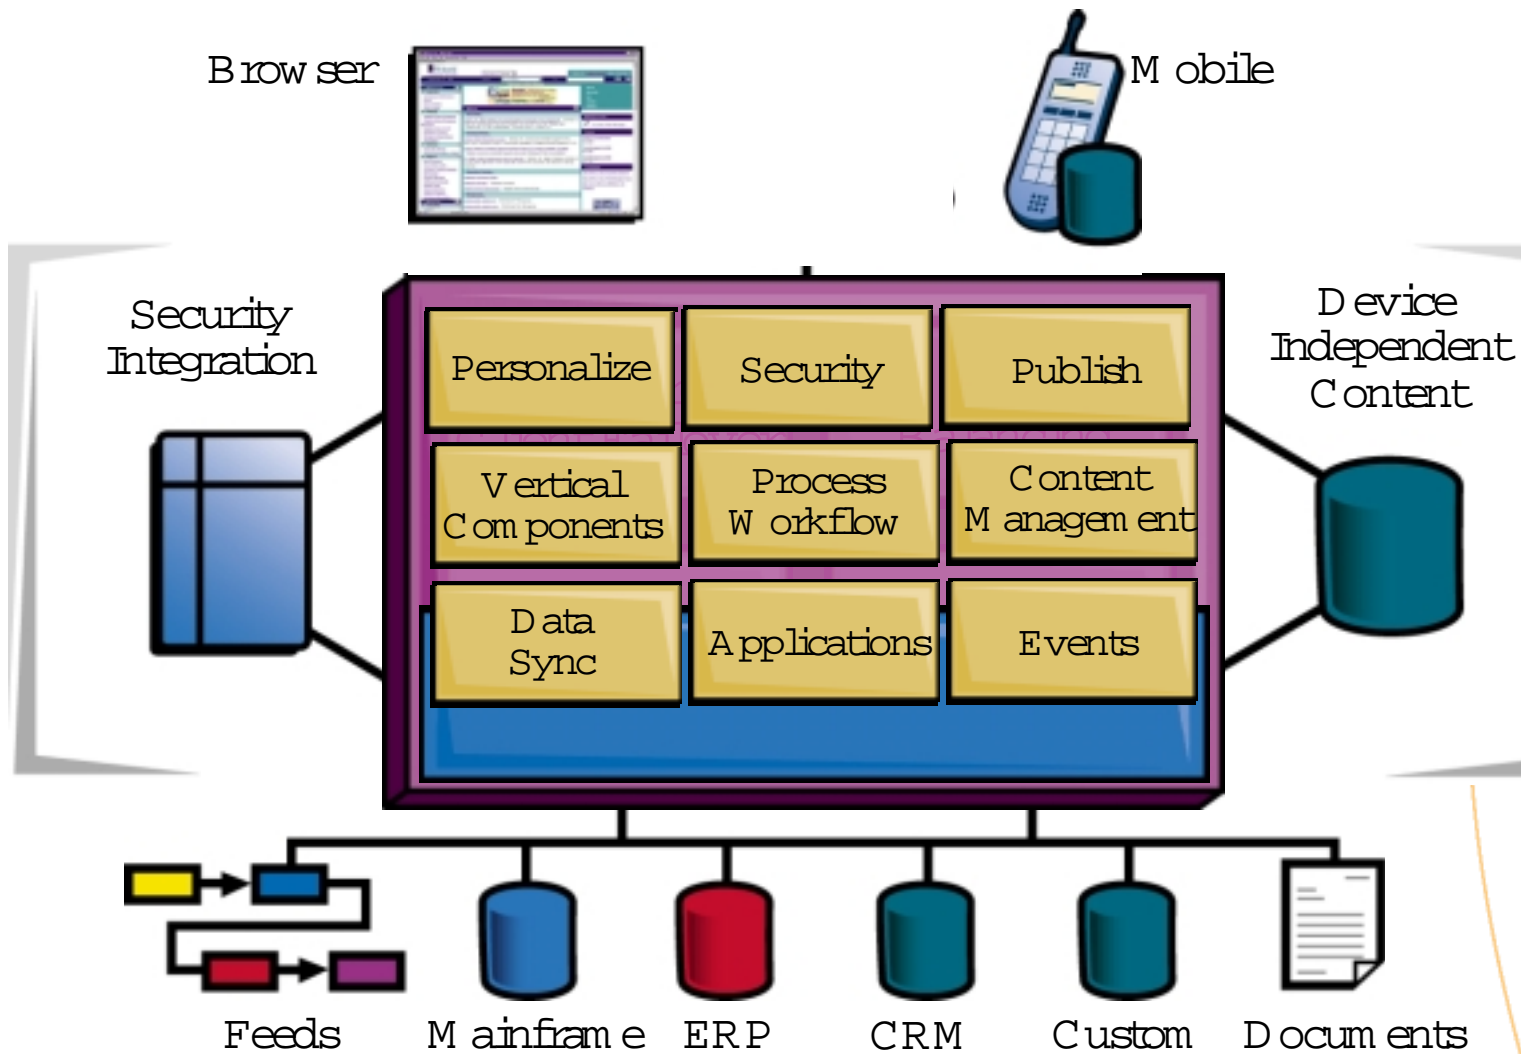 Browser
Mobile
Security
Integration
Device
Independent
Content
Personalize
Security
Publish
Vertical
Components
Process
Workflow
Content
Management
Data
Sync
Applications
Events
Feeds
Mainframe
ERP
CRM
Custom
Documents